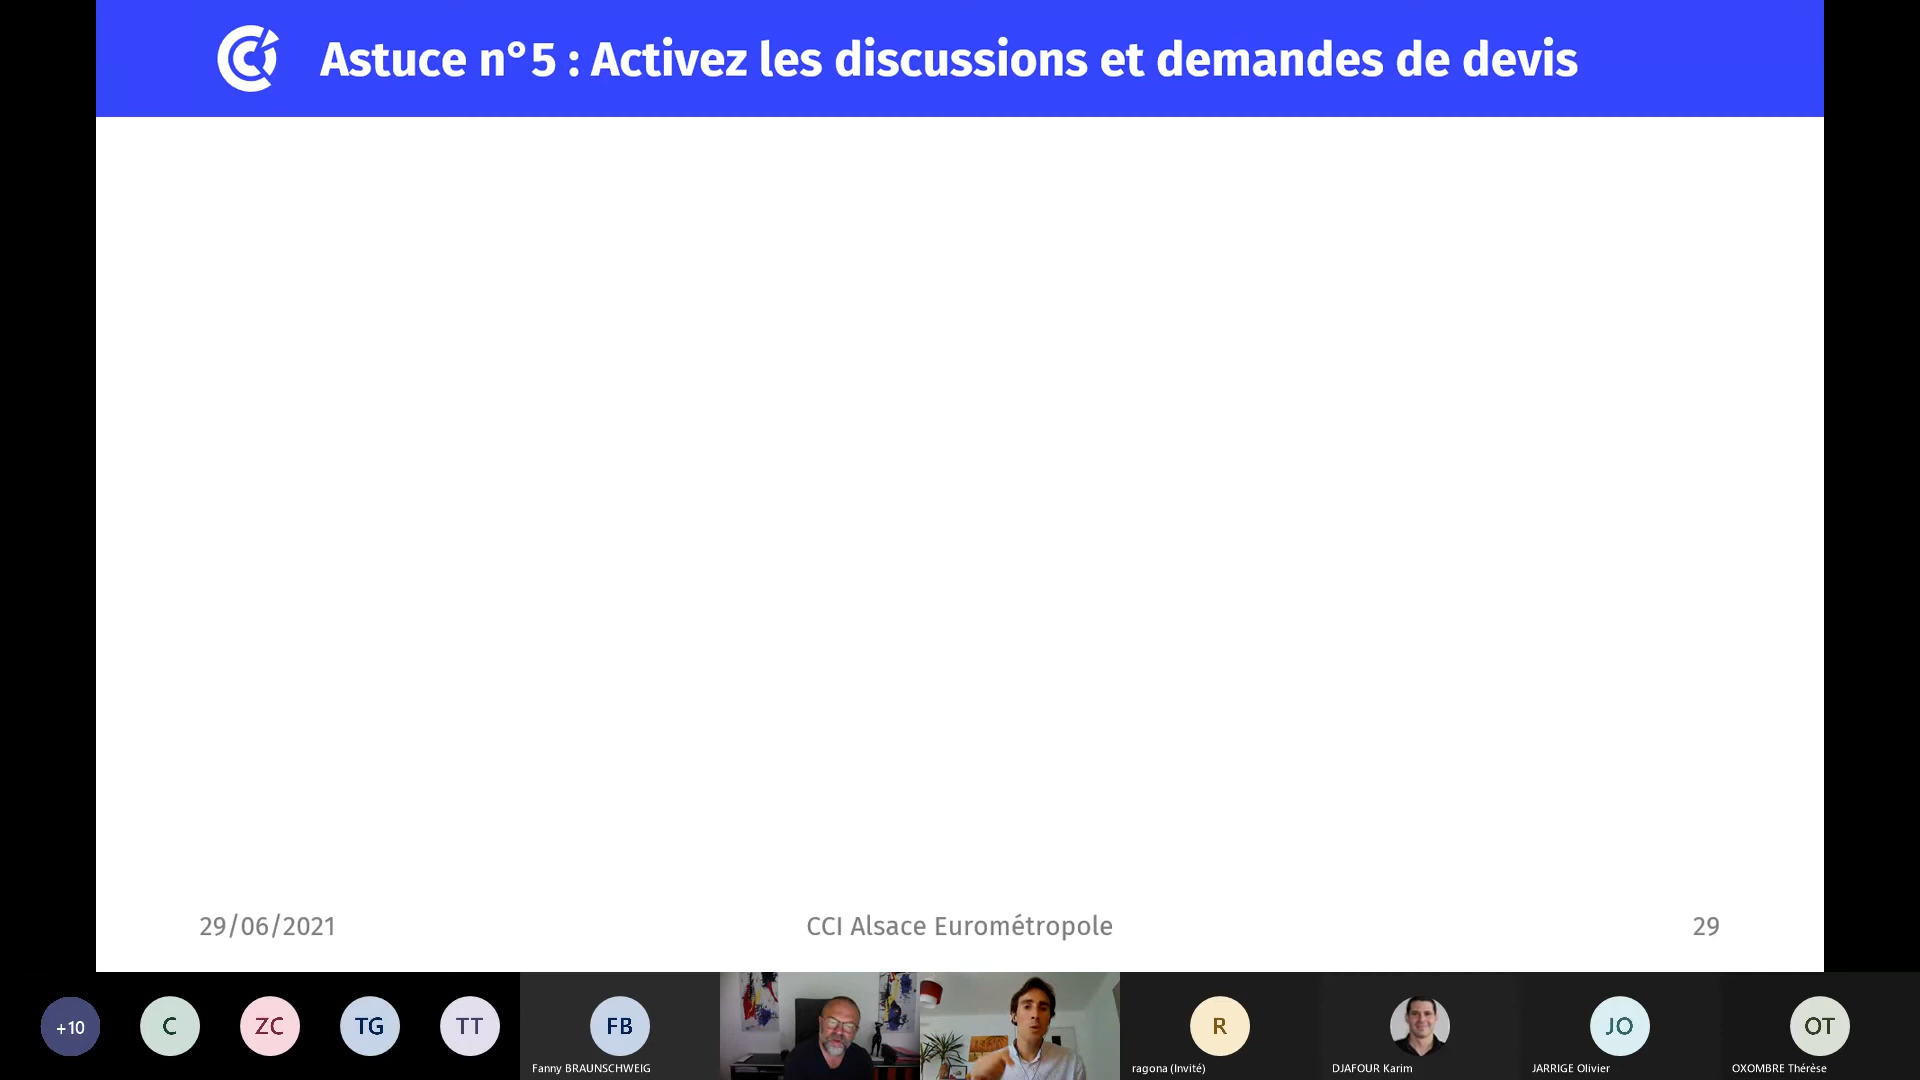 Astuce n°5 : Activez les discussions et demandes de devis
29/06/2021
CCI Alsace Eurométropole
29
+10
C
ZC
TG
TT
FB
Fanny BRAUNSCHWEIG
R
ragona (Invité)
DJAFOUR Karim
JO
JARRIGE Olivier
OT
OXOMBRE Thérèse